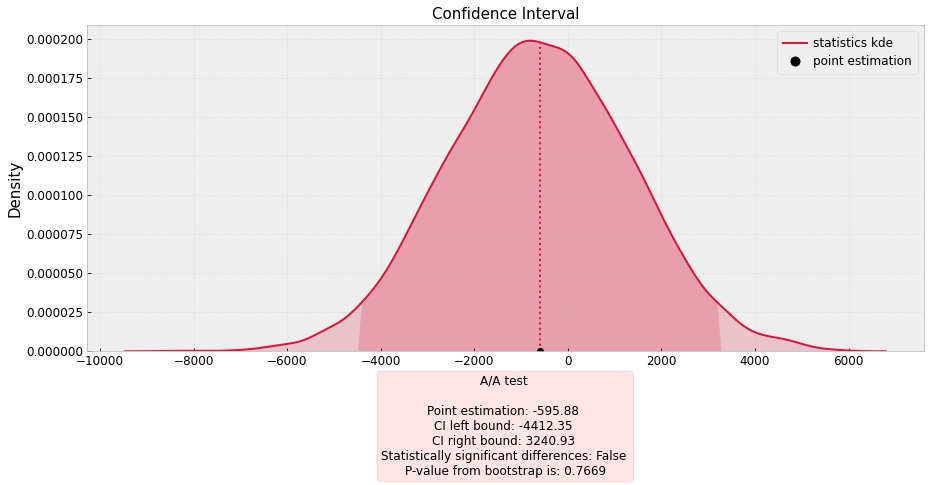 Confidence Interval
statistics kde
point estimation
0.000200
0.000175
0.000150
0.000125
0.000100
0.000075
0.000050
0.000025
0.000000
Density
−10000 −8000 −6000 −4000 −2000 0 2000 4000 6000
A/A test
Point estimation: -595.88
CI left bound: -4412.35
CI right bound: 3240.93
Statistically significant differences: False
P-value from bootstrap is: 0.7669